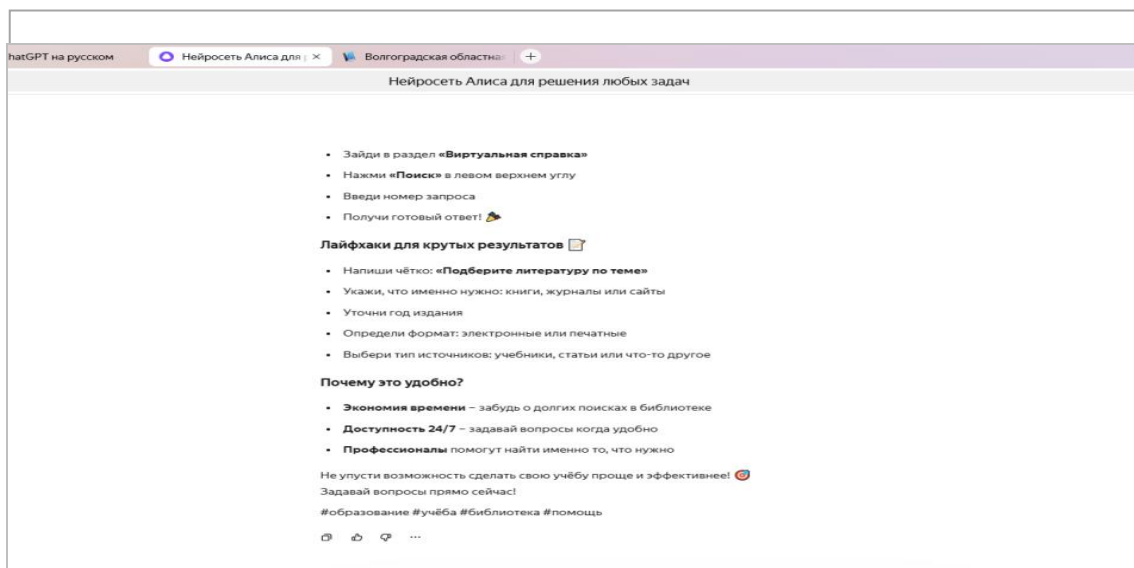 hatGPT на русском
Нейросеть Алиса для р
Волгоградская областная
Нейросеть Алиса для решения любых задач
• Зайди в раздел «Виртуальная справка»
• Нажми «Поиск» в левом верхнем углу
• Введи номер запроса
• Получи готовый ответ! 🎉
Лайфхаки для крутых результатов 📝
• Напиши чётко: «Подберите литературу по теме»
• Укажи, что именно нужно: книги, журналы или сайты
• Уточни год издания
• Определи формат: электронные или печатные
• Выбери тип источников: учебники, статьи или что-то другое
Почему это удобно?
• Экономия времени – забудь о долгих поисках в библиотеке
• Доступность 24/7 – задавай вопросы когда удобно
• Профессионалы помогут найти именно то, что нужно
Не упусти возможность сделать свою учёбу проще и эффективнее! 🎯
Задавай вопросы прямо сейчас!
#образование #учёба #библиотека #помощь